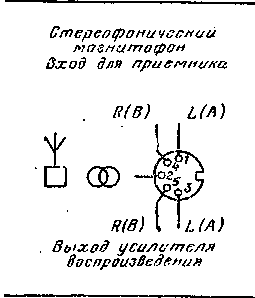 Стереофонический
магнитофон
Вход для приемника
R(B) L(A)
1
4
2
5
3
R(B) L(A)
Выход усилителя
воспроизведения